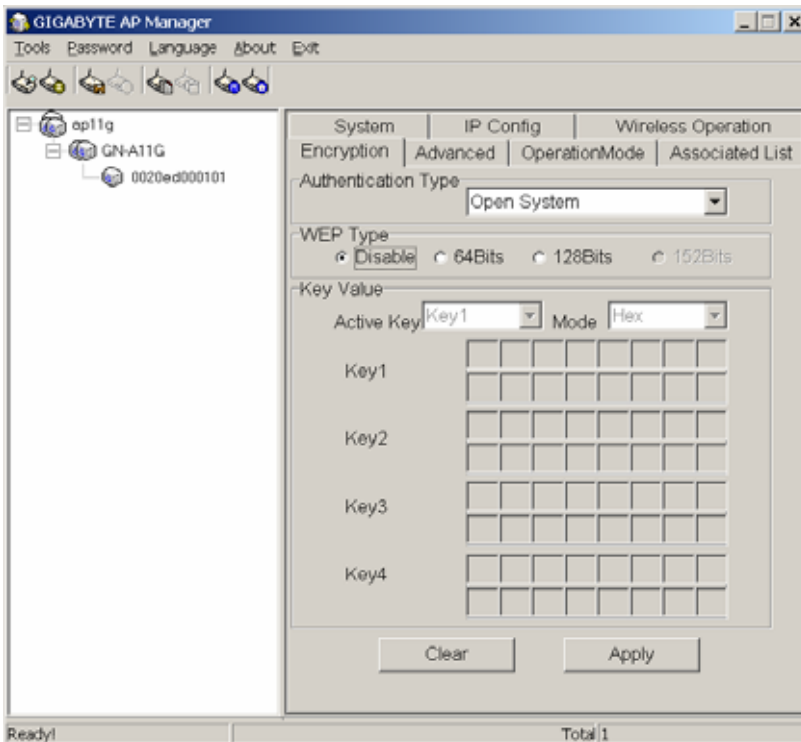 GIGABYTE AP Manager
Tools Password Language About Exit
ap11g
GN-A11G
0020ed000101
System IP Config Wireless Operation
Encryption Advanced OperationMode Associated List
Authentication Type
Open System
WEP Type
Disable 64Bits 128Bits 152Bits
Key Value
Active Key Key1 Mode Hex
Key1
Key2
Key3
Key4
Clear Apply
Ready! Total 1